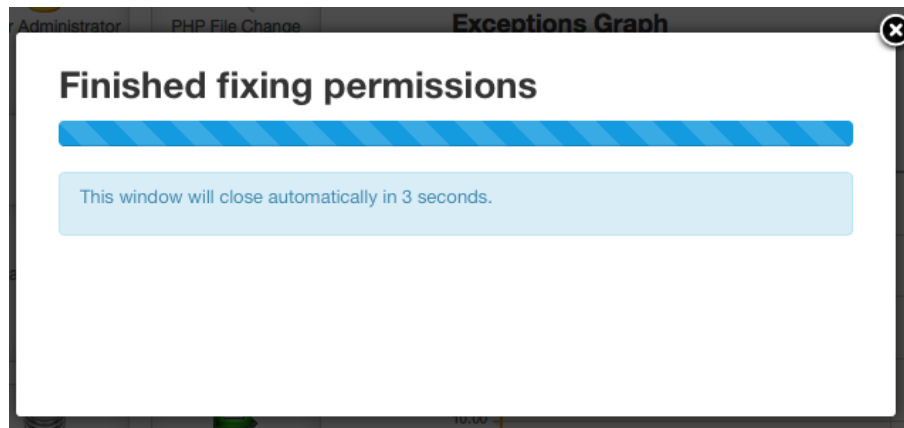 r Administrator
PHP File Change
Exceptions Graph
Finished fixing permissions
This window will close automatically in 3 seconds.
10.00